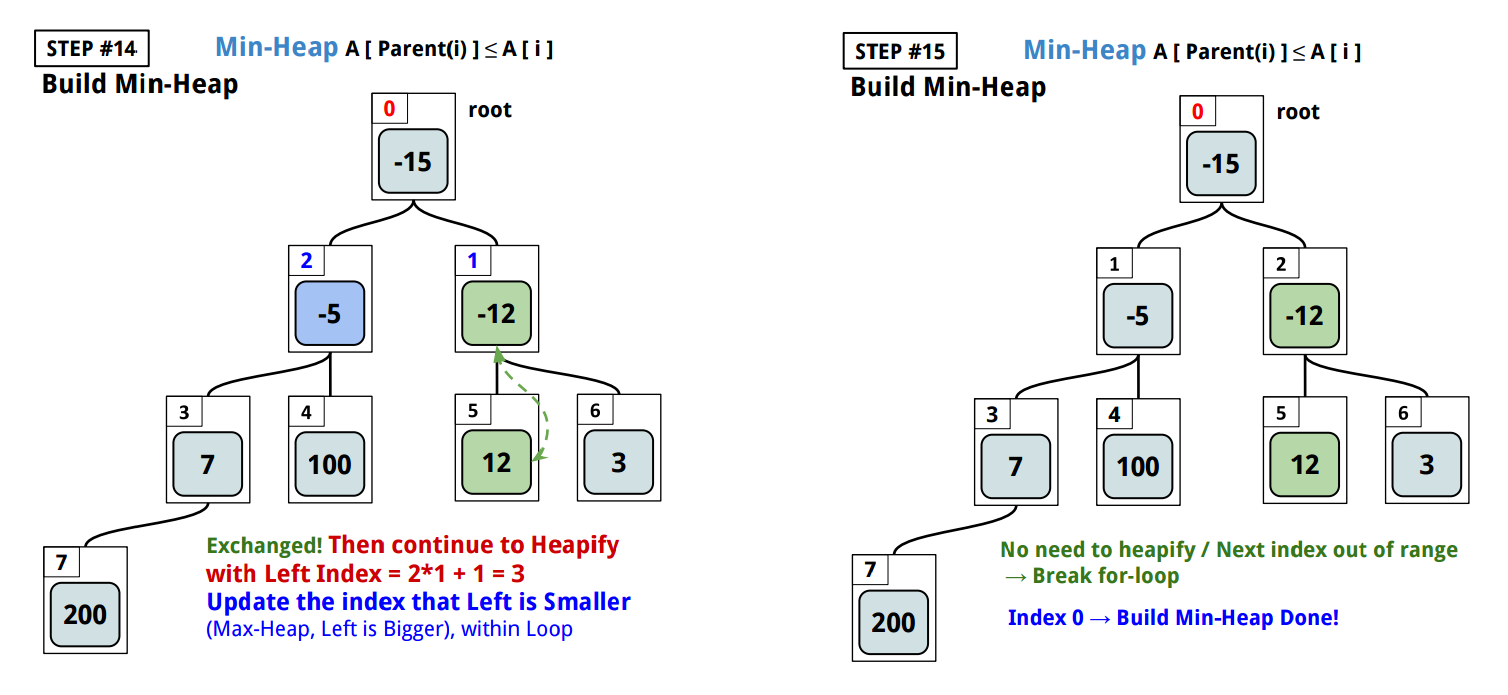 STEP #14
Min-Heap A [ Parent(i) ] ≤ A [ i ]
Build Min-Heap
0
root
-15
2
1
-5
-12
3
4
5
6
7
100
12
3
7
200
Exchanged! Then continue to Heapify
with Left Index = 2*1 + 1 = 3
Update the index that Left is Smaller
(Max-Heap, Left is Bigger), within Loop
STEP #15
Min-Heap A [ Parent(i) ] ≤ A [ i ]
Build Min-Heap
0
root
-15
1
2
-5
-12
3
4
5
6
7
100
12
3
7
200
No need to heapify / Next index out of range
→ Break for-loop
Index 0 → Build Min-Heap Done!